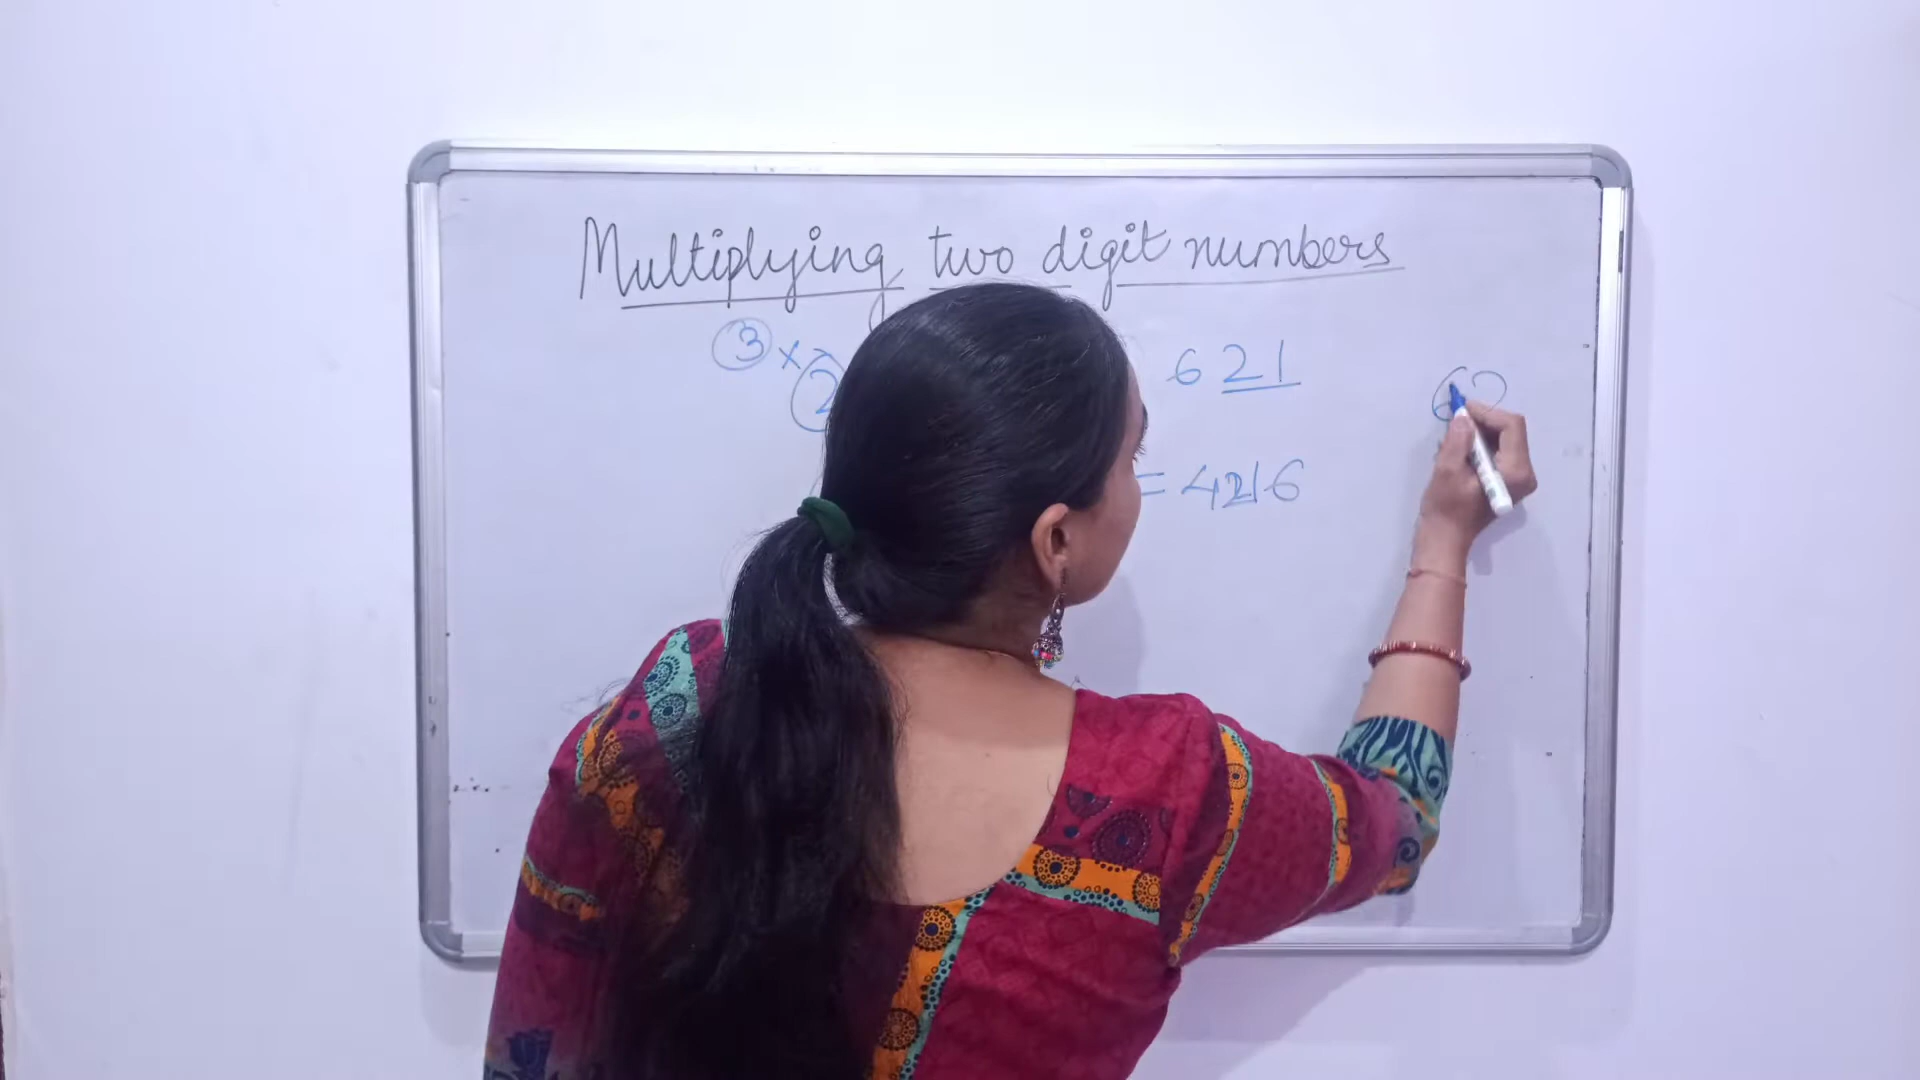 Multiplying two digit numbers
3 × 2 621
= 4216